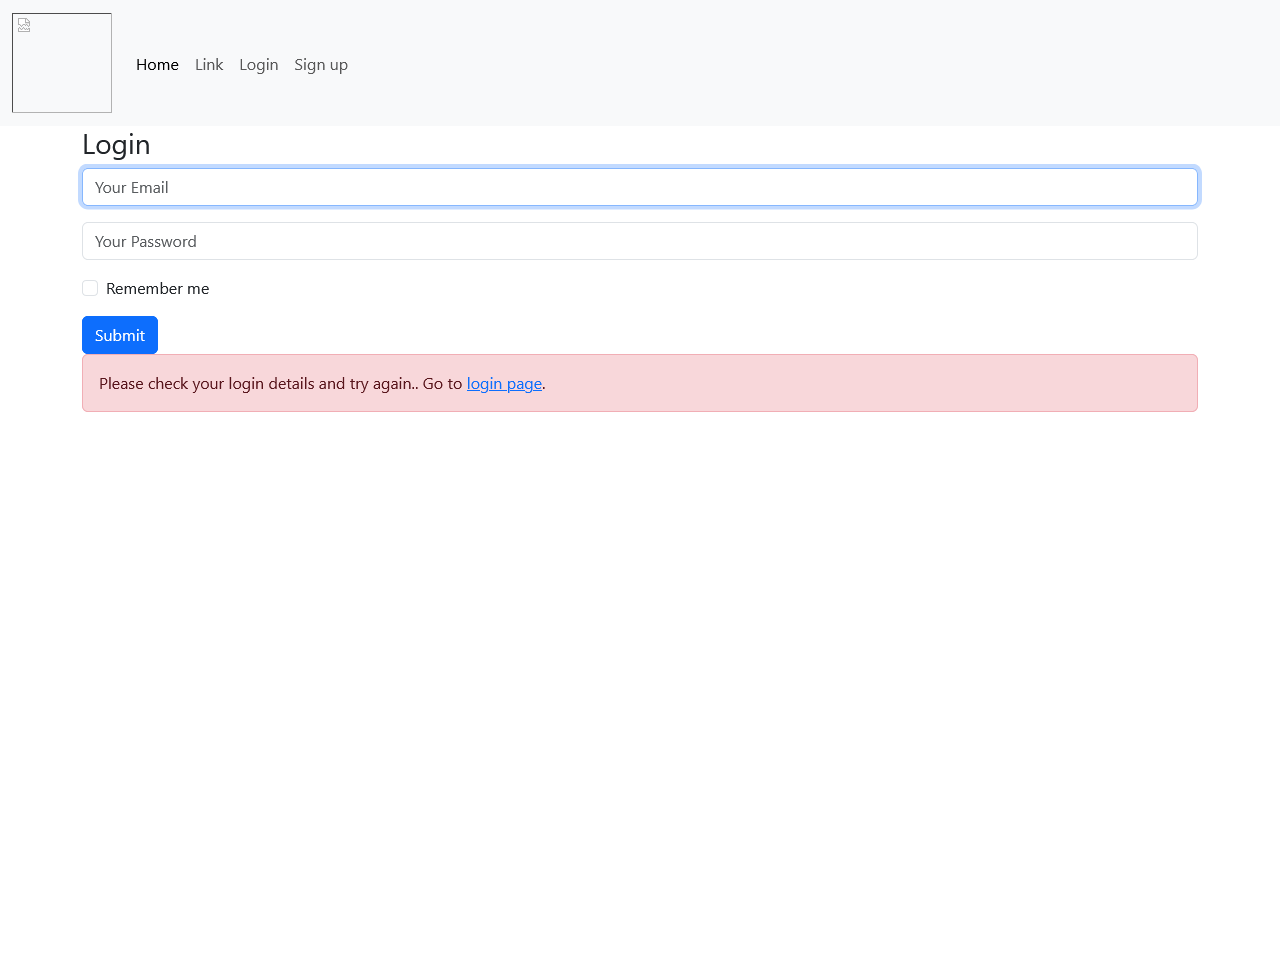 Home Link Login Sign up
Login
Your Email
Your Password
Remember me
Submit
Please check your login details and try again.. Go to login page.